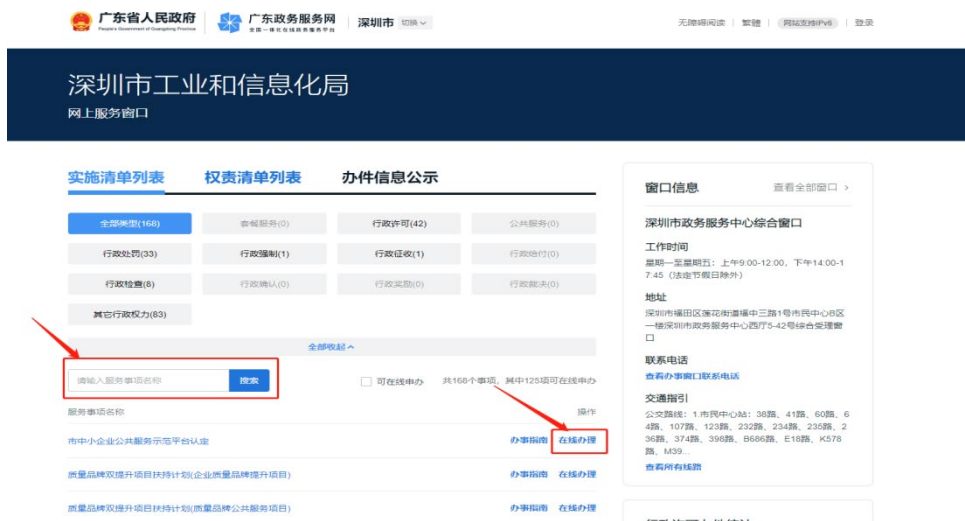 广东省人民政府
People's Government of Guangdong Province
广东政务服务网
全国一体化在线政务服务平台
深圳市 切换
无障碍阅读 | 繁體 | 网站支持IPv6 | 登录
深圳市工业和信息化局
网上服务窗口
实施清单列表 权责清单列表 办件信息公示
全部类型(168) 套餐服务(0) 行政许可(42) 公共服务(0)
行政处罚(33) 行政强制(1) 行政征收(1) 行政给付(0)
行政检查(8) 行政确认(0) 行政奖励(0) 行政裁决(0)
其它行政权力(83)
全部收起
请输入服务事项名称 搜索 可在线申办 共168个事项，其中125项可在线申办
服务事项名称 操作
市中小企业公共服务示范平台认定 办事指南 在线办理
质量品牌双提升项目扶持计划(企业质量品牌提升项目) 办事指南 在线办理
质量品牌双提升项目扶持计划(质量品牌公共服务项目) 办事指南 在线办理
窗口信息 查看全部窗口
深圳市政务服务中心综合窗口
工作时间
星期一至星期五：上午9:00-12:00，下午14:00-1
7:45（法定节假日除外）
地址
深圳市福田区莲花街道福中三路1号市民中心B区
一楼深圳市政务服务中心西厅5-42号综合受理窗
口
联系电话
查看办事窗口联系电话
交通指引
公交路线：1.市民中心站：38路、41路、60路、6
4路、107路、123路、232路、234路、235路、2
36路、374路、398路、B686路、E18路、K578
路、M39...
查看所有线路